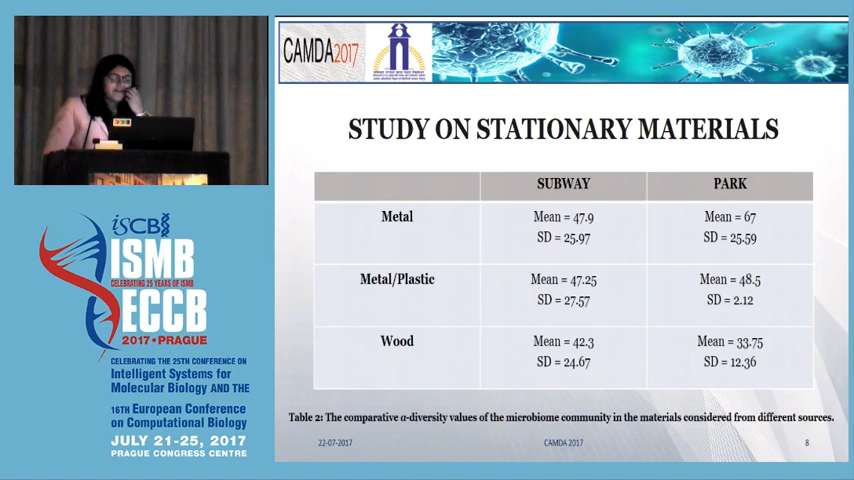 CAMDA2017
STUDY ON STATIONARY MATERIALS
SUBWAY PARK
Metal Mean = 47.9 Mean = 67
SD = 25.97 SD = 25.59
Metal/Plastic Mean = 47.25 Mean = 48.5
SD = 27.57 SD = 2.12
Wood Mean = 42.3 Mean = 33.75
SD = 24.67 SD = 12.36
Table 2: The comparative α-diversity values of the microbiome community in the materials considered from different sources.
22-07-2017 CAMDA 2017 8
iSCB
ISMB
CELEBRATING 25 YEARS OF ISMB
ECCB
2017 • PRAGUE
CELEBRATING THE 25TH CONFERENCE ON
Intelligent Systems for
Molecular Biology AND THE
16TH European Conference
on Computational Biology
JULY 21-25, 2017
PRAGUE CONGRESS CENTRE